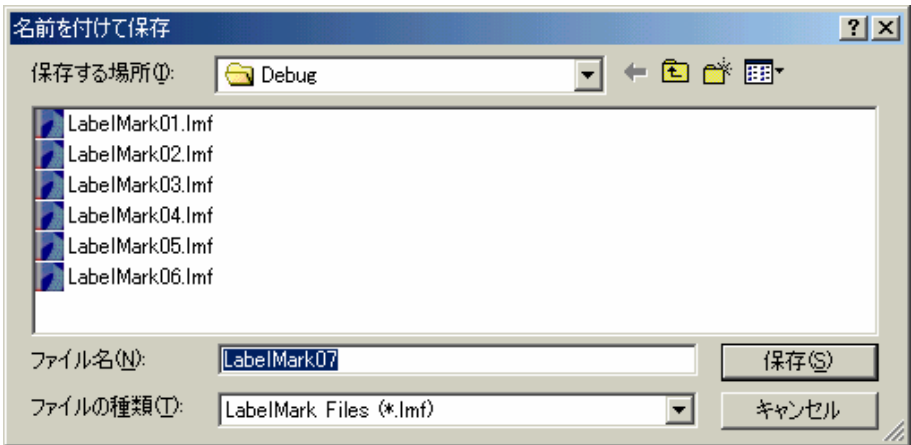 名前を付けて保存
保存する場所(I): Debug
LabelMark01.lmf
LabelMark02.lmf
LabelMark03.lmf
LabelMark04.lmf
LabelMark05.lmf
LabelMark06.lmf
ファイル名(N): LabelMark07 保存(S)
ファイルの種類(T): LabelMark Files (*.lmf) キャンセル